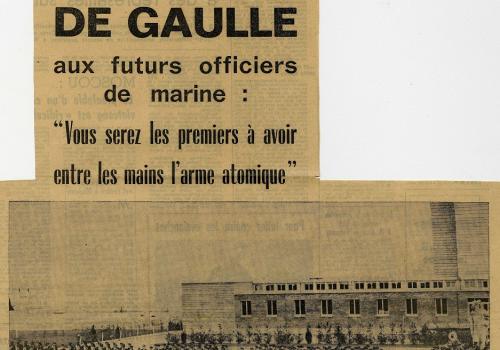 DE GAULLE
aux futurs officiers
de marine :
“Vous serez les premiers à avoir
entre les mains l'arme atomique”